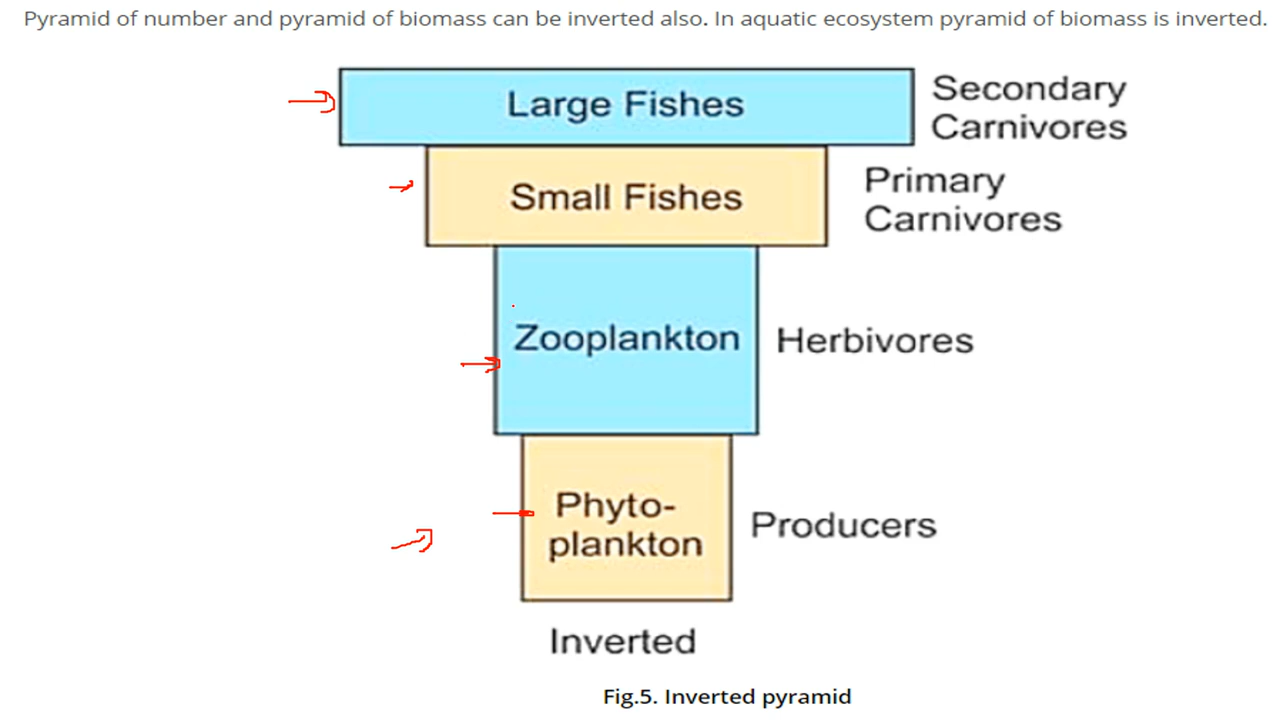 Pyramid of number and pyramid of biomass can be inverted also. In aquatic ecosystem pyramid of biomass is inverted.
Large Fishes
Secondary
Carnivores
Small Fishes
Primary
Carnivores
Zooplankton
Herbivores
Phyto-
plankton
Producers
Inverted
Fig.5. Inverted pyramid